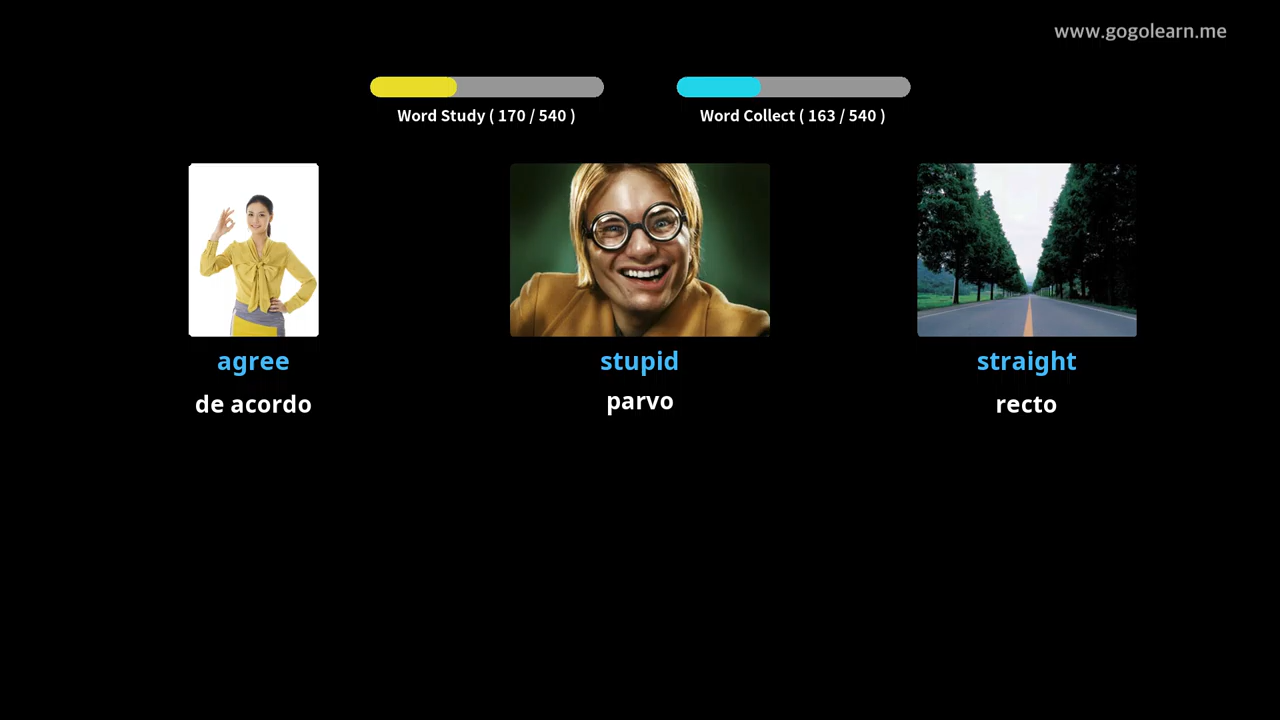 www.gogolearn.me
Word Study ( 170 / 540 )
Word Collect ( 163 / 540 )
agree
stupid
straight
de acordo
parvo
recto